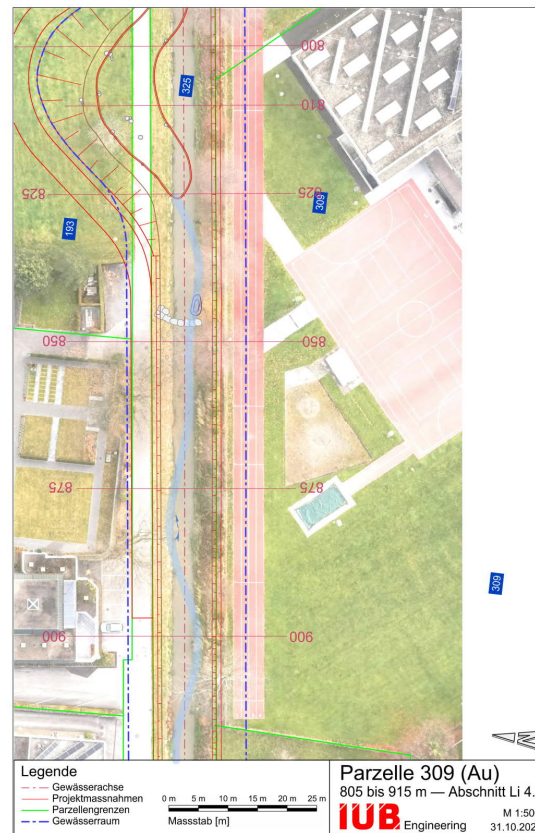 800
800
325
810
810
825
825
309
193
850
850
875
875
309
900
900
Legende
Gewässerachse
Projektmassnahmen
Parzellengrenzen
Gewässerraum
0 m 5 m 10 m 15 m 20 m 25 m
Massstab [m]
Parzelle 309 (Au)
805 bis 915 m — Abschnitt Li 4.
IUB Engineering
M 1:50
31.10.202
N